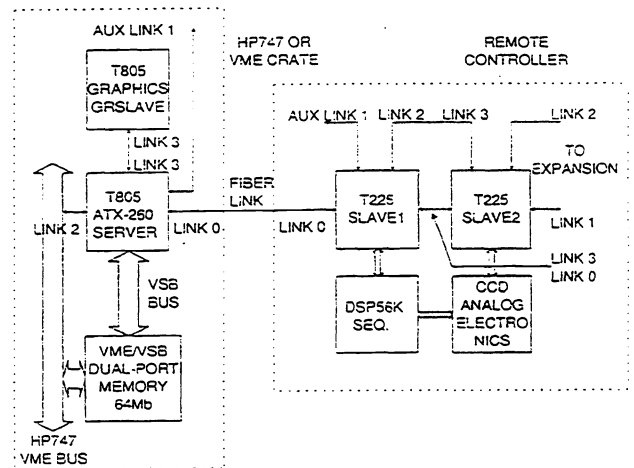 AUX LINK 1
HP747 OR
VME CRATE
REMOTE
CONTROLLER
T805
GRAPHICS
GRSLAVE
LINK 3
LINK 3
T805
ATX-260
SERVER
LINK 2
LINK 0
FIBER
LINK
VSB
BUS
VME/VSB
DUAL-PORT
MEMORY
64Mb
HP747
VME BUS
AUX LINK 1
LINK 2
LINK 3
LINK 2
TO
EXPANSION
LINK 0
T225
SLAVE1
T225
SLAVE2
LINK 1
LINK 3
LINK 0
DSP56K
SEQ.
CCD
ANALOG
ELECTRO
NICS